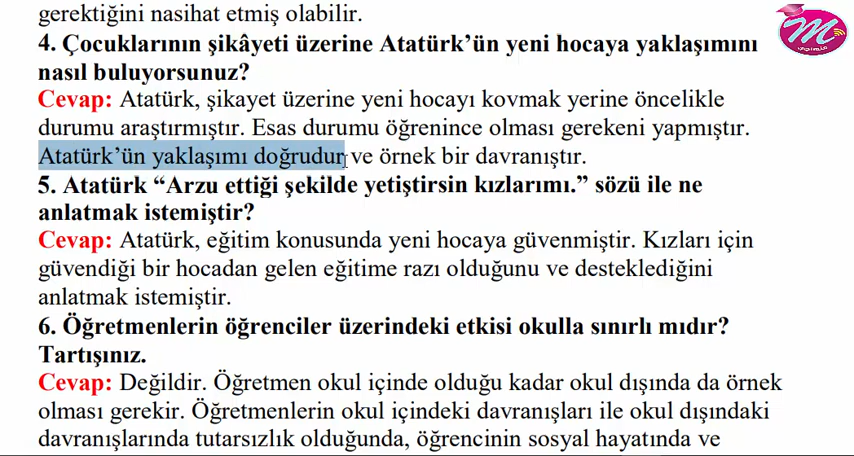 gerektiğini nasihat etmiş olabilir.
4. Çocuklarının şikâyeti üzerine Atatürk’ün yeni hocaya yaklaşımını
nasıl buluyorsunuz?
Cevap: Atatürk, şikayet üzerine yeni hocayı kovmak yerine öncelikle
durumu araştırmıştır. Esas durumu öğrenince olması gerekeni yapmıştır.
Atatürk’ün yaklaşımı doğrudur ve örnek bir davranıştır.
5. Atatürk “Arzu ettiği şekilde yetiştirsin kızlarımı.” sözü ile ne
anlatmak istemiştir?
Cevap: Atatürk, eğitim konusunda yeni hocaya güvenmiştir. Kızları için
güvendiği bir hocadan gelen eğitime razı olduğunu ve desteklediğini
anlatmak istemiştir.
6. Öğretmenlerin öğrenciler üzerindeki etkisi okulla sınırlı mıdır?
Tartışınız.
Cevap: Değildir. Öğretmen okul içinde olduğu kadar okul dışında da örnek
olması gerekir. Öğretmenlerin okul içindeki davranışları ile okul dışındaki
davranışlarında tutarsızlık olduğunda, öğrencinin sosyal hayatında ve